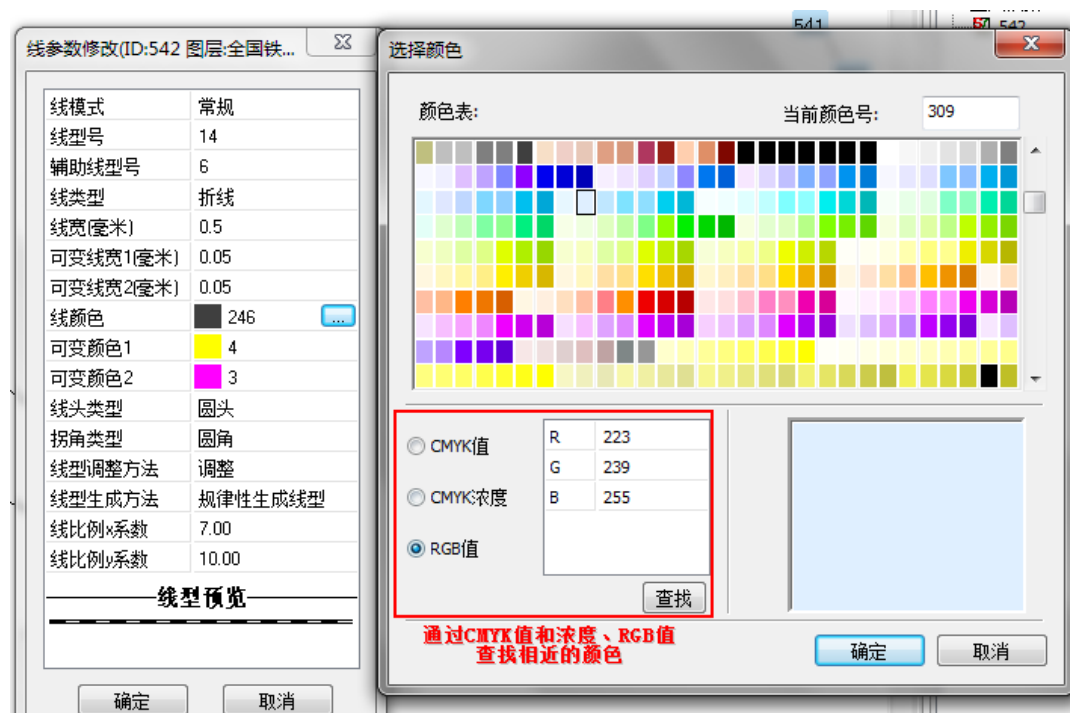 541
542
线参数修改(ID:542 图层:全国铁...
线模式 常规
线型号 14
辅助线型号 6
线类型 折线
线宽(毫米) 0.5
可变线宽1(毫米) 0.05
可变线宽2(毫米) 0.05
线颜色 246 ...
可变颜色1 4
可变颜色2 3
线头类型 圆头
拐角类型 圆角
线型调整方法 调整
线型生成方法 规律性生成线型
线比例x系数 7.00
线比例y系数 10.00
线型预览
确定 取消
选择颜色
颜色表: 当前颜色号: 309
CMYK值
CMYK浓度
RGB值
R 223
G 239
B 255
查找
通过CMYK值和浓度、RGB值
查找相近的颜色
确定 取消